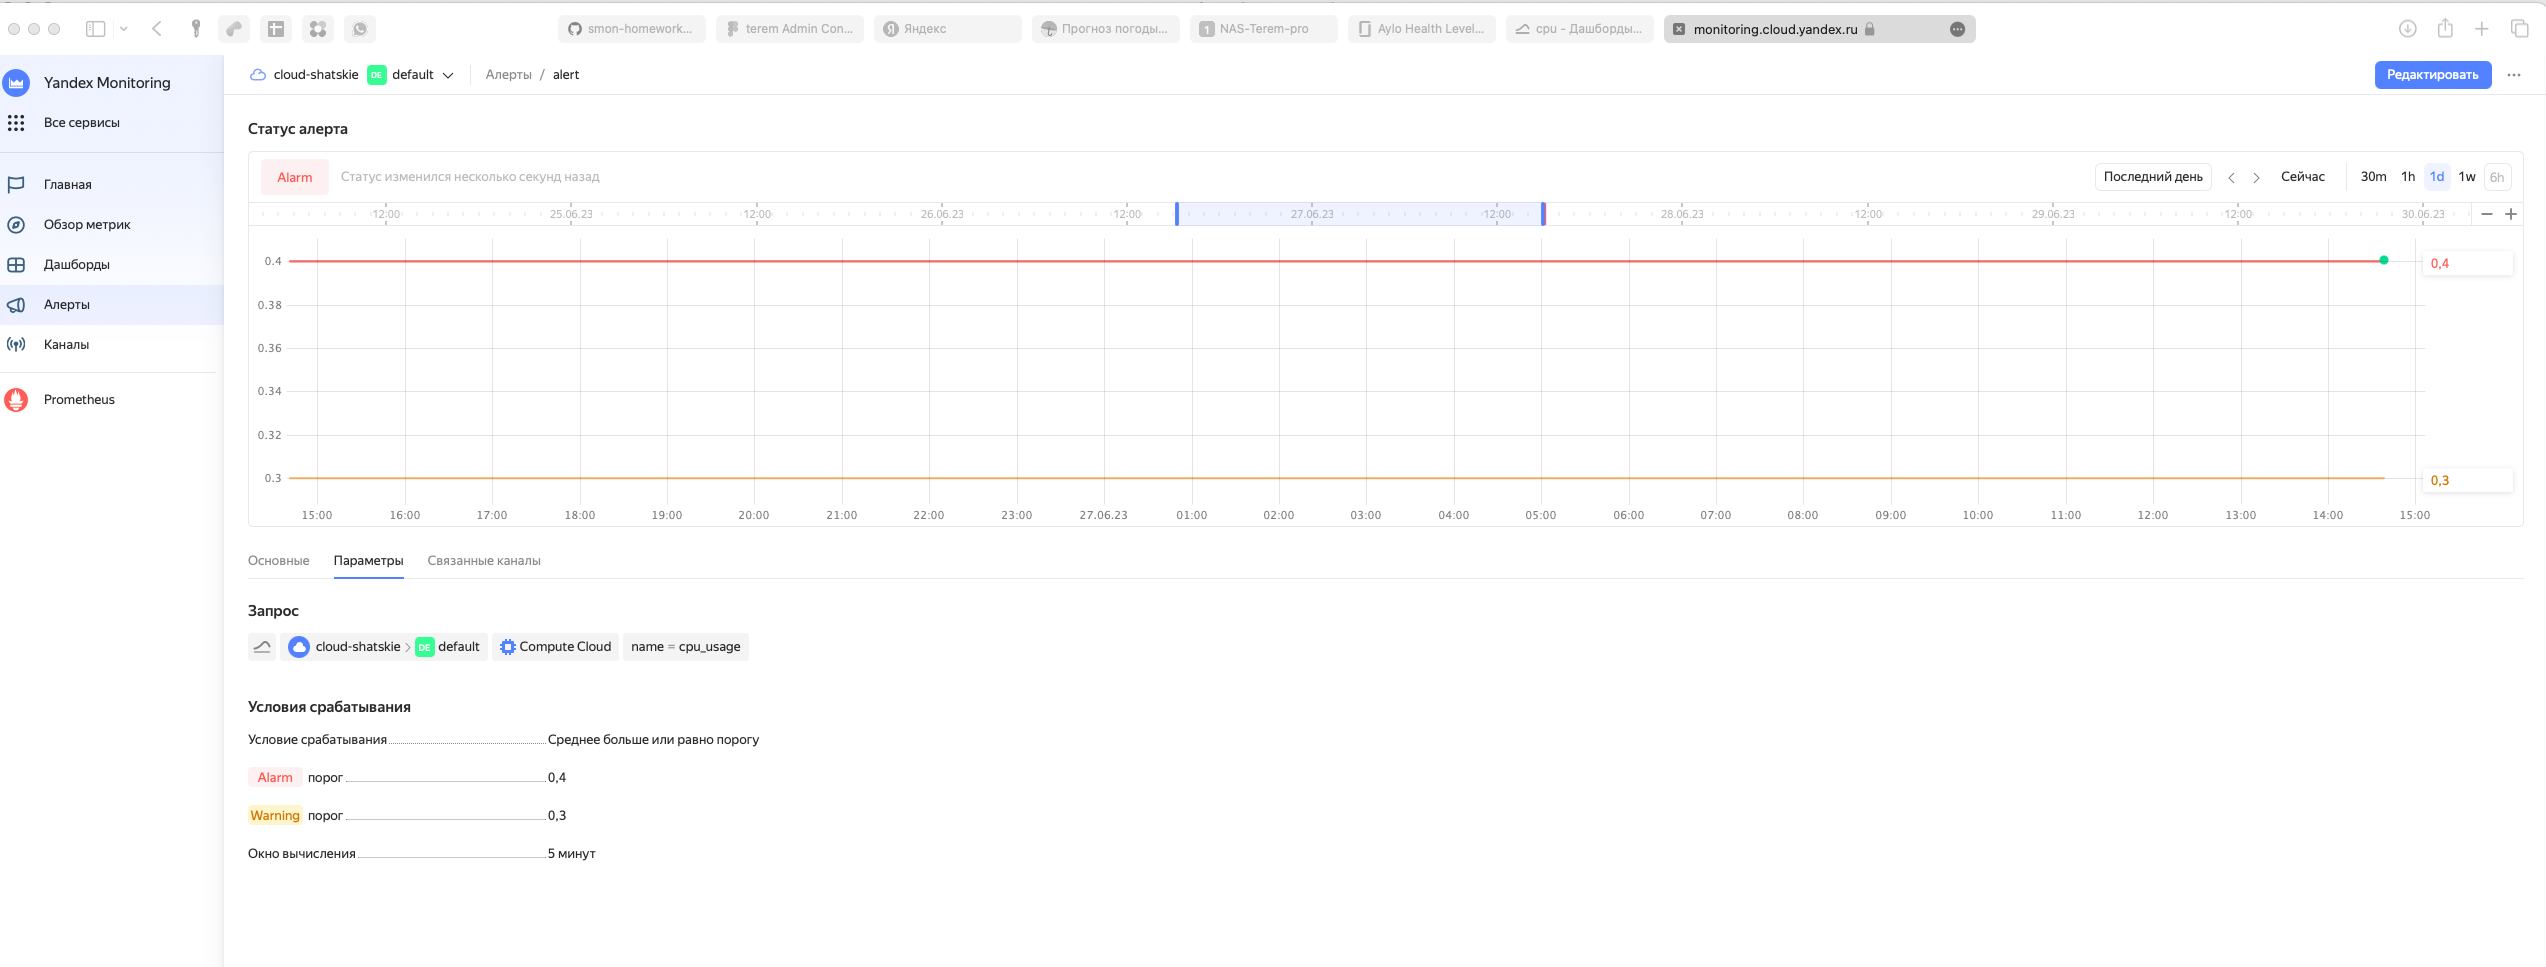 smon-homework...
terem Admin Con...
Яндекс
Прогноз погоды...
1 NAS-Terem-pro
Aylo Health Level...
cpu - Дашборды...
monitoring.cloud.yandex.ru
Yandex Monitoring
Все сервисы
Главная
Обзор метрик
Дашборды
Алерты
Каналы
Prometheus
cloud-shatskie DE default
Алерты / alert
Редактировать
Статус алерта
Alarm Статус изменился несколько секунд назад
Последний день Сейчас 30m 1h 1d 1w 6h
12:00 25.06.23 12:00 26.06.23 12:00 27.06.23 12:00 28.06.23 12:00 29.06.23 12:00 30.06.23
0.4
0.38
0.36
0.34
0.32
0.3
0,4
0,3
15:00 16:00 17:00 18:00 19:00 20:00 21:00 22:00 23:00 27.06.23 01:00 02:00 03:00 04:00 05:00 06:00 07:00 08:00 09:00 10:00 11:00 12:00 13:00 14:00 15:00
Основные Параметры Связанные каналы
Запрос
cloud-shatskie DE default Compute Cloud name = cpu_usage
Условия срабатывания
Условие срабатывания Среднее больше или равно порогу
Alarm порог 0,4
Warning порог 0,3
Окно вычисления 5 минут